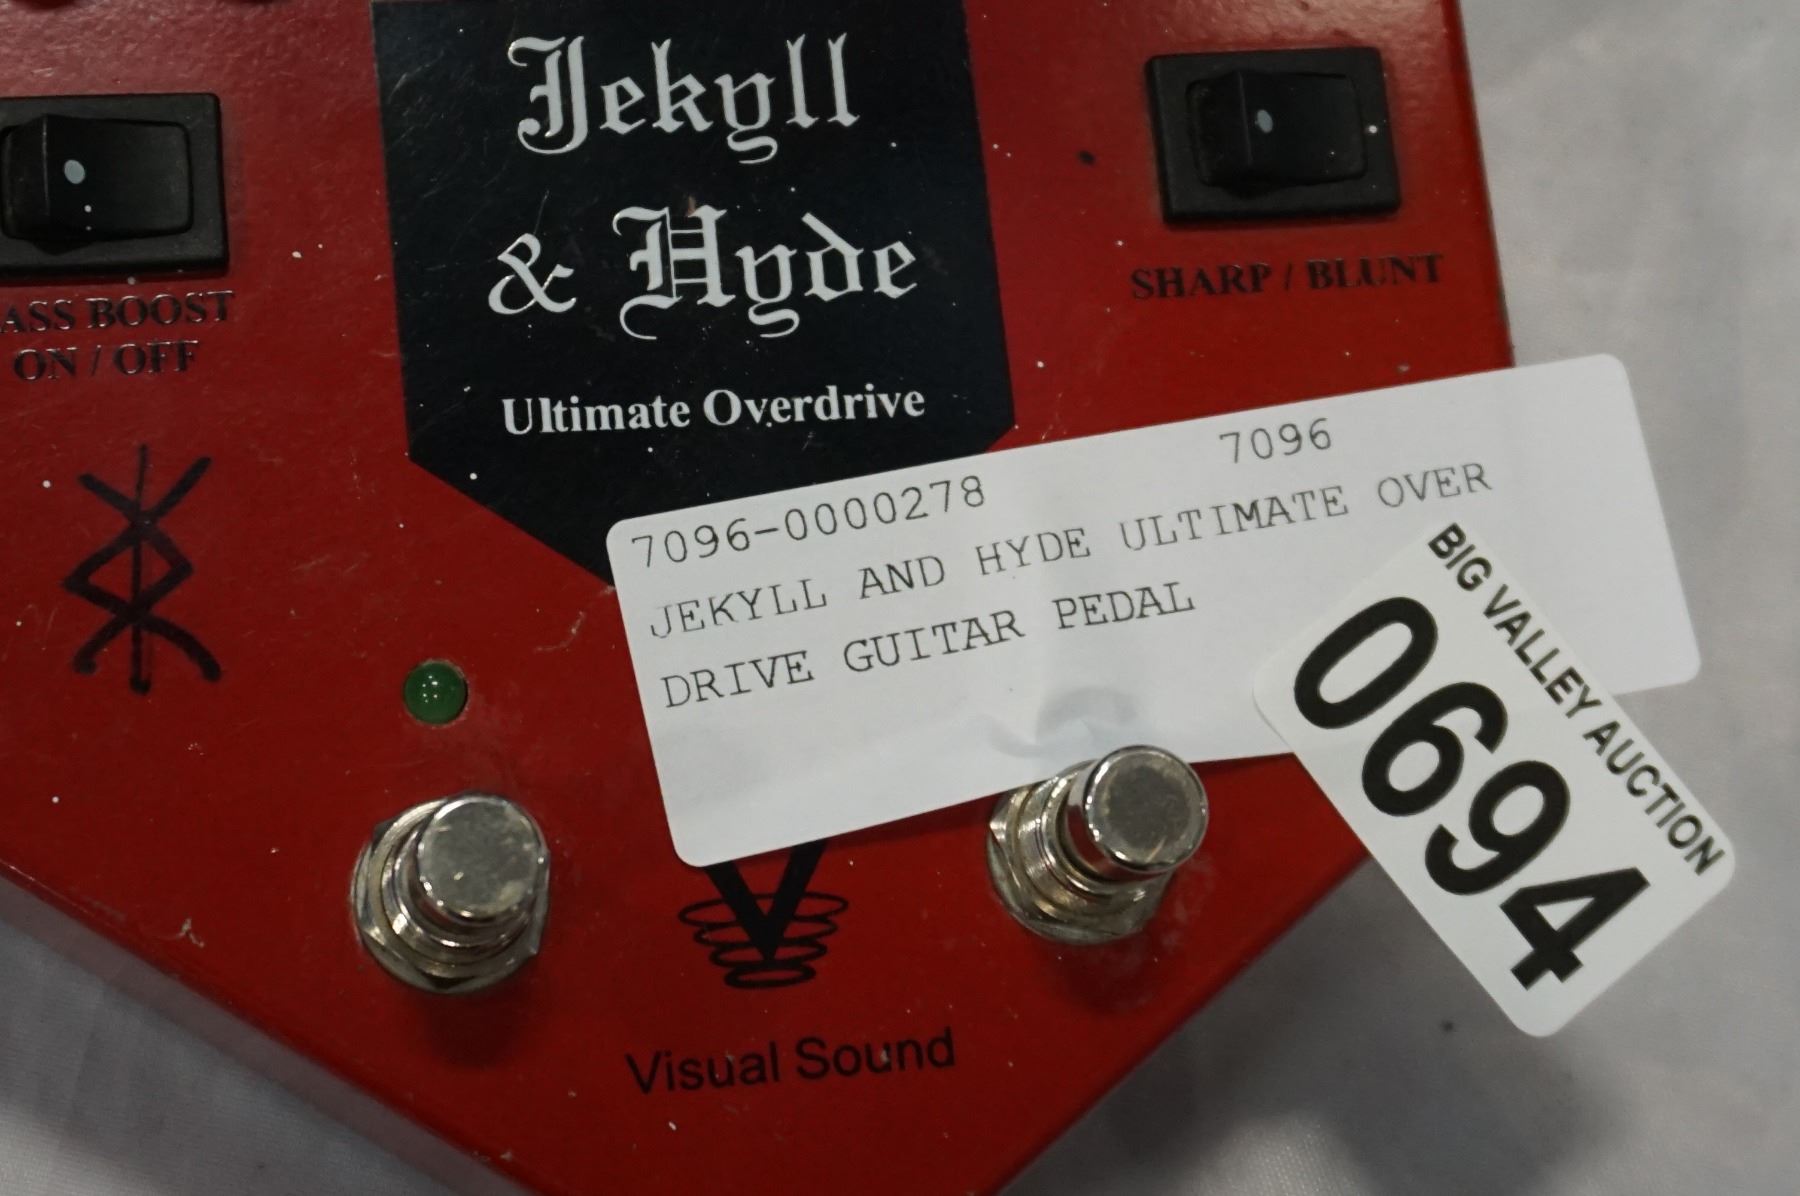 Jekyll
& Hyde
Ultimate Overdrive
ASS BOOST
ON / OFF
SHARP / BLUNT
7096-0000278 7096
JEKYLL AND HYDE ULTIMATE OVER
DRIVE GUITAR PEDAL
BIG VALLEY AUCTION
0694
V
Visual Sound